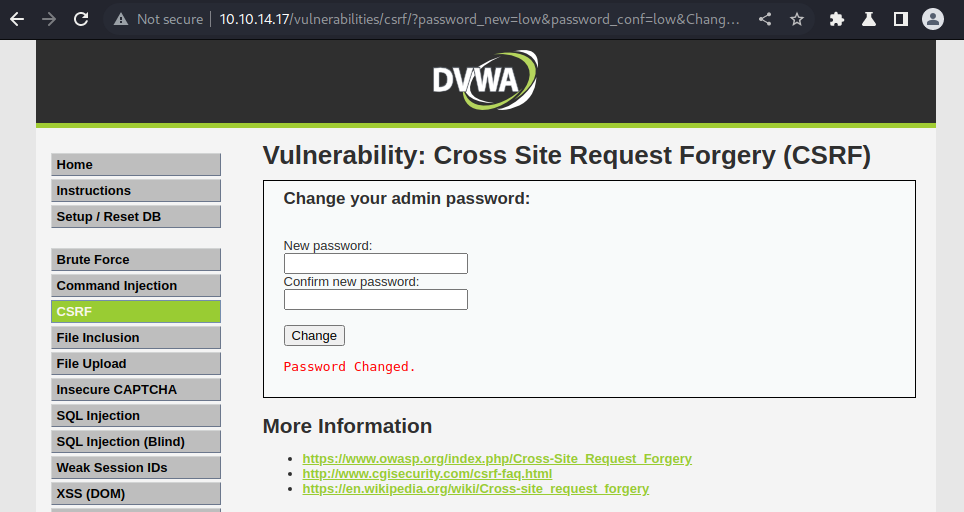 Not secure | 10.10.14.17/vulnerabilities/csrf/?password_new=low&password_conf=low&Chang...
DVWA
Vulnerability: Cross Site Request Forgery (CSRF)
Home
Instructions
Setup / Reset DB
Brute Force
Command Injection
CSRF
File Inclusion
File Upload
Insecure CAPTCHA
SQL Injection
SQL Injection (Blind)
Weak Session IDs
XSS (DOM)
Change your admin password:
New password:
Confirm new password:
Change
Password Changed.
More Information
https://www.owasp.org/index.php/Cross-Site_Request_Forgery
http://www.cgisecurity.com/csrf-faq.html
https://en.wikipedia.org/wiki/Cross-site_request_forgery